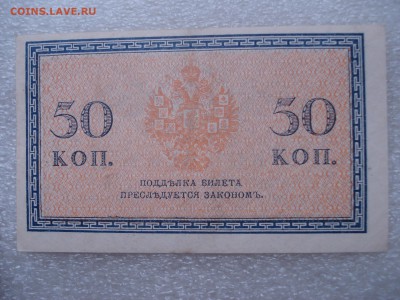 COINS.LAVE.RU
50 50
КОП. КОП.
ПОДДѢЛКА БИЛЕТА
ПРЕСЛѢДУЕТСЯ ЗАКОНОМЪ.